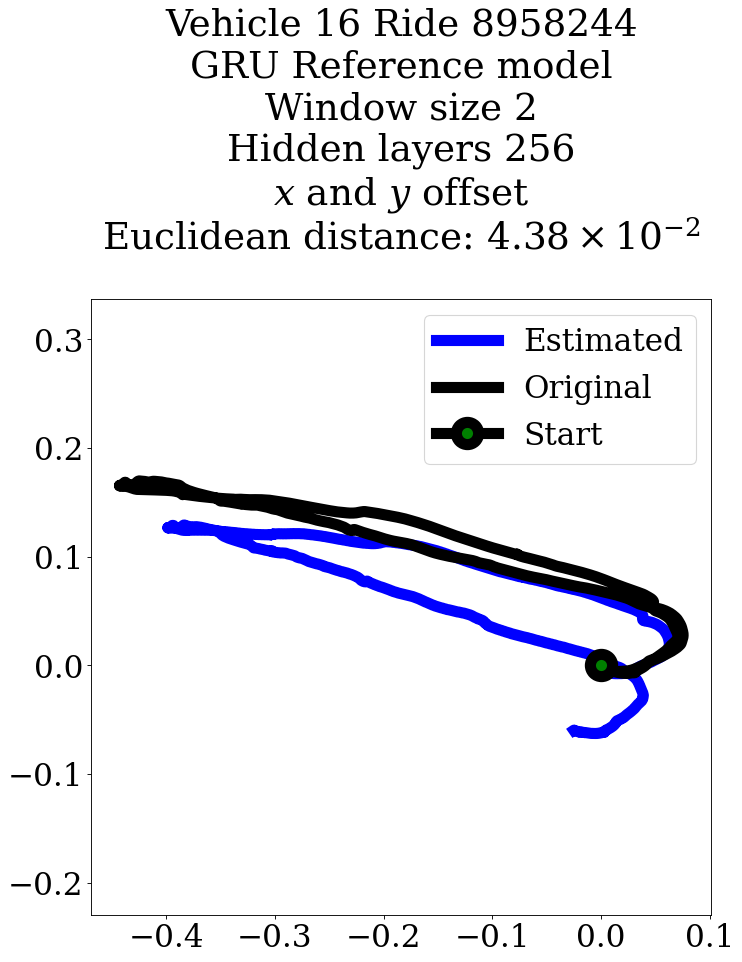 Vehicle 16 Ride 8958244
GRU Reference model
Window size 2
Hidden layers 256
x and y offset
Euclidean distance: 4.38 × 10⁻²
Estimated
Original
Start
0.3
0.2
0.1
0.0
−0.1
−0.2
−0.4 −0.3 −0.2 −0.1 0.0 0.1